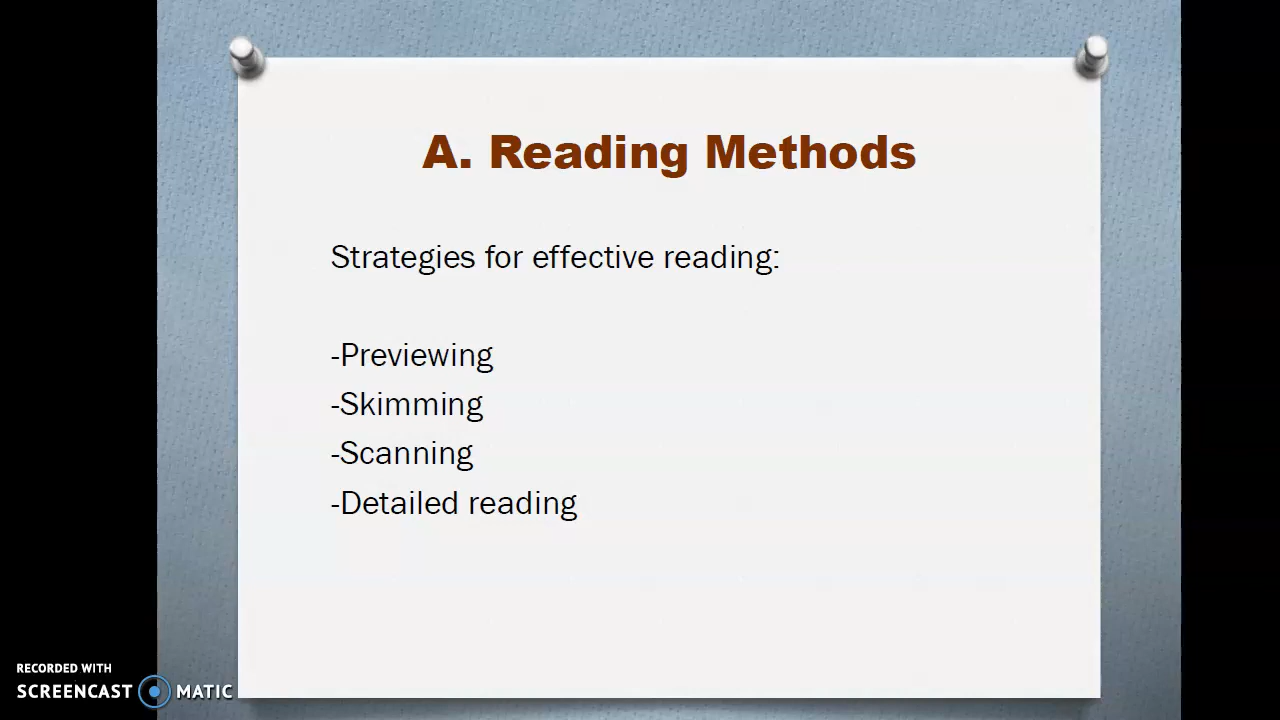 A. Reading Methods
Strategies for effective reading:
-Previewing
-Skimming
-Scanning
-Detailed reading
RECORDED WITH
SCREENCAST MATIC